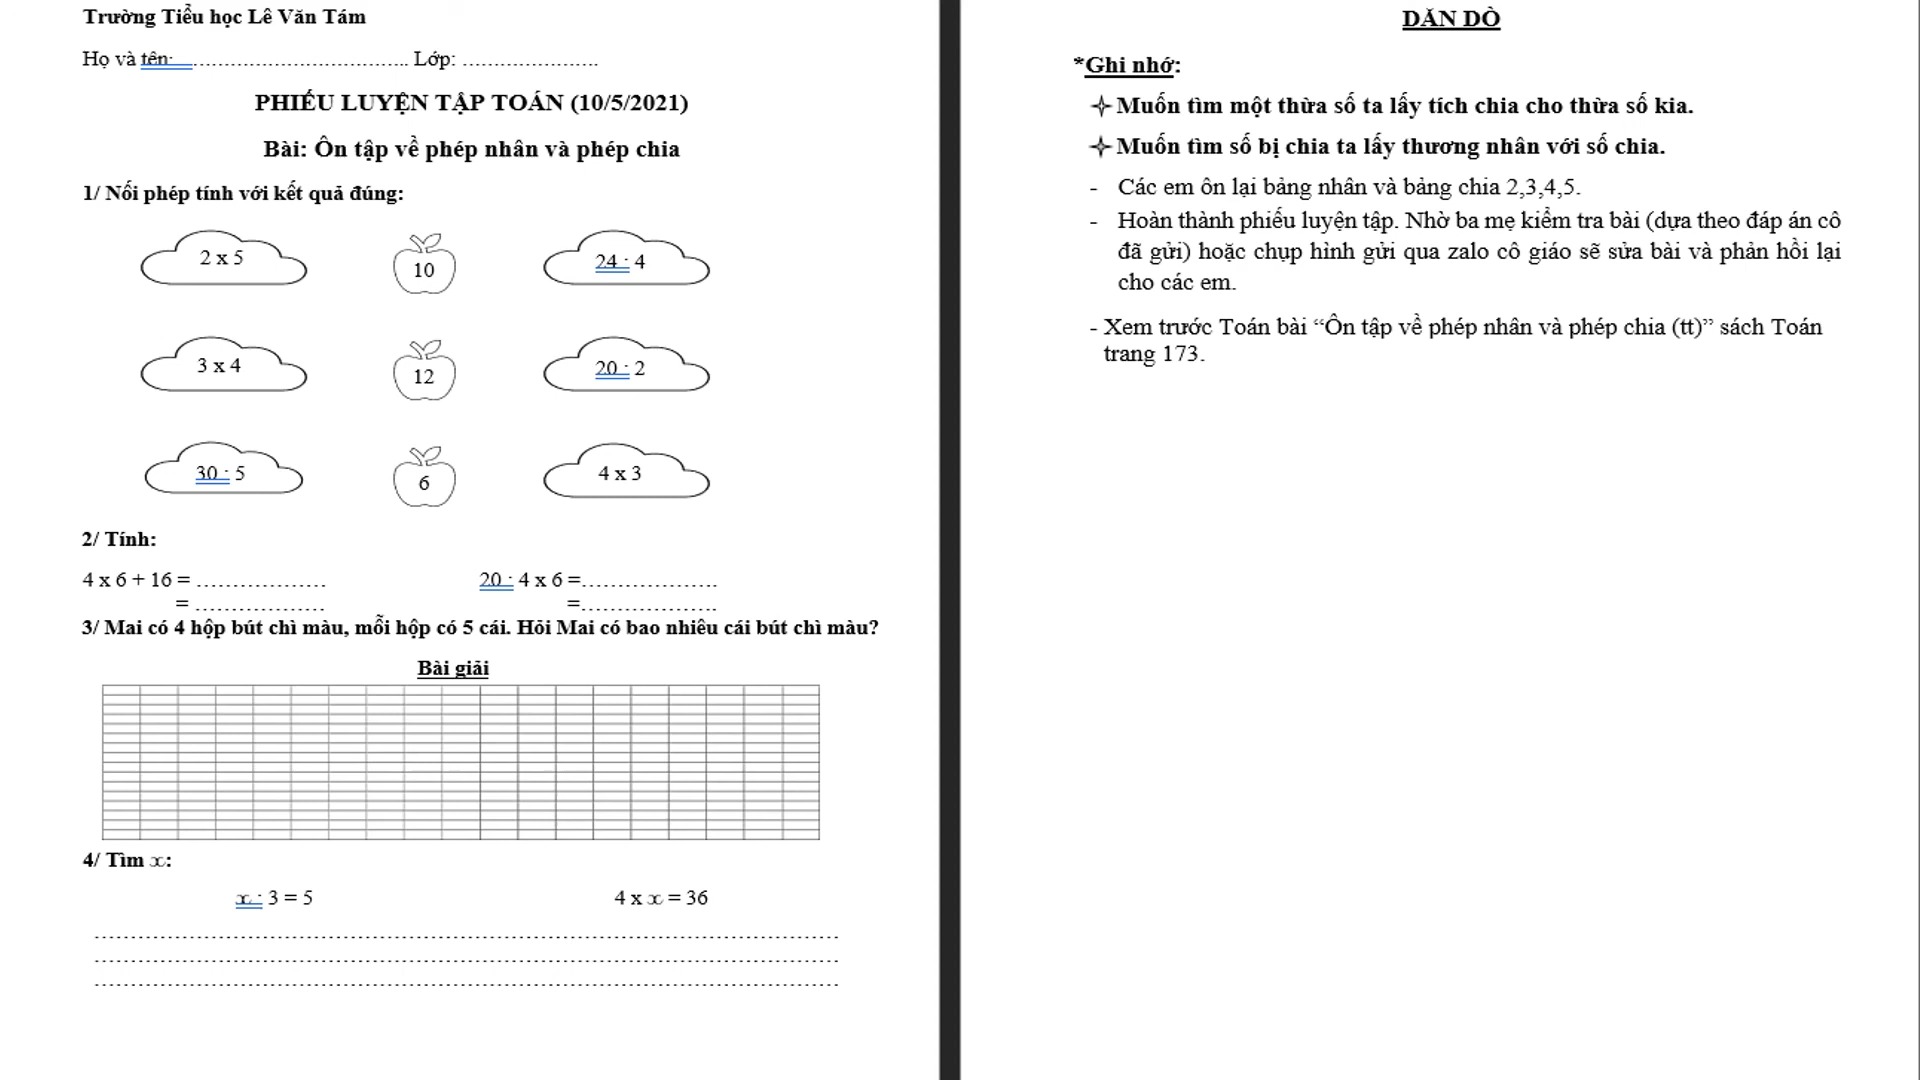 Trường Tiểu học Lê Văn Tám
Họ và tên: ……………………………….. Lớp: …………………..
PHIẾU LUYỆN TẬP TOÁN (10/5/2021)
Bài: Ôn tập về phép nhân và phép chia
1/ Nối phép tính với kết quả đúng:
2 x 5 10 24 : 4
3 x 4 12 20 : 2
30 : 5 6 4 x 3
2/ Tính:
4 x 6 + 16 = ……………… 20 : 4 x 6 =……………….
= ……………… =……………….
3/ Mai có 4 hộp bút chì màu, mỗi hộp có 5 cái. Hỏi Mai có bao nhiêu cái bút chì màu?
Bài giải
4/ Tìm x:
x : 3 = 5 4 x x = 36
……………………………………………………………………………………………
……………………………………………………………………………………………
……………………………………………………………………………………………
DẶN DÒ
*Ghi nhớ:
Muốn tìm một thừa số ta lấy tích chia cho thừa số kia.
Muốn tìm số bị chia ta lấy thương nhân với số chia.
- Các em ôn lại bảng nhân và bảng chia 2,3,4,5.
- Hoàn thành phiếu luyện tập. Nhờ ba mẹ kiểm tra bài (dựa theo đáp án cô
đã gửi) hoặc chụp hình gửi qua zalo cô giáo sẽ sửa bài và phản hồi lại
cho các em.
- Xem trước Toán bài “Ôn tập về phép nhân và phép chia (tt)” sách Toán
trang 173.